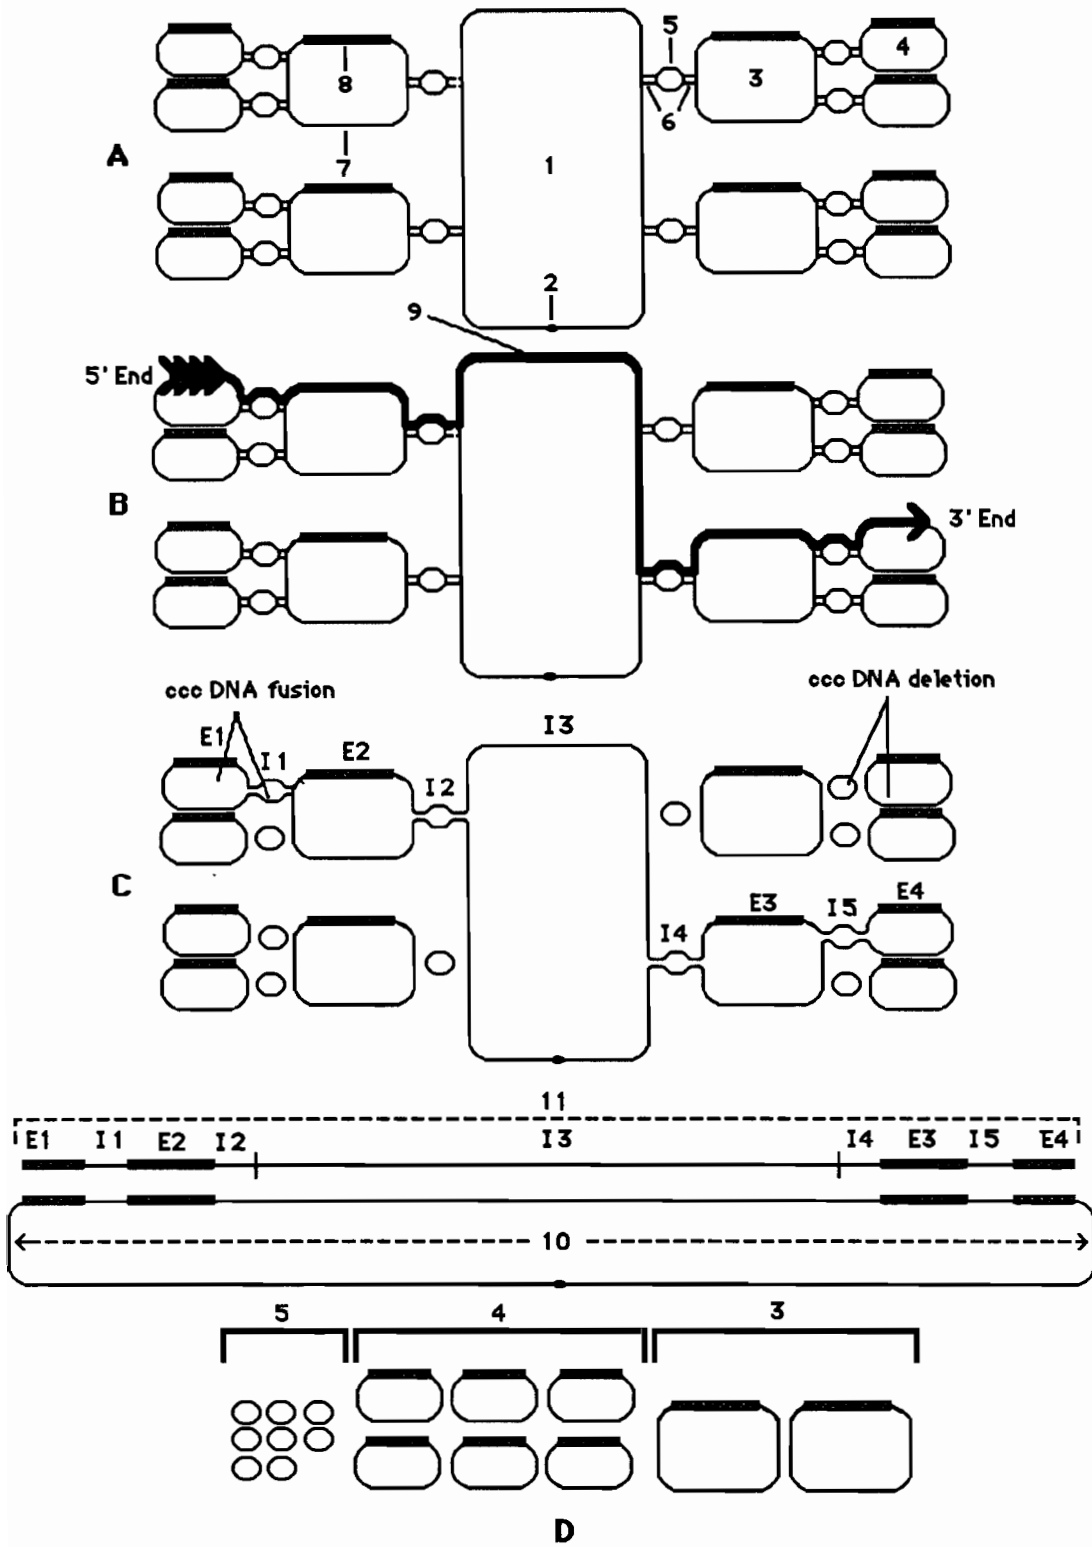 5
4
3
8
6
A
1
7
2
9
5' End
B
3' End
ccc DNA fusion
ccc DNA deletion
I3
E1
I1
E2
I2
C
E3
I5
E4
I4
11
E1 I1 E2 I2 I3 I4 E3 I5 E4
10
5 4 3
D